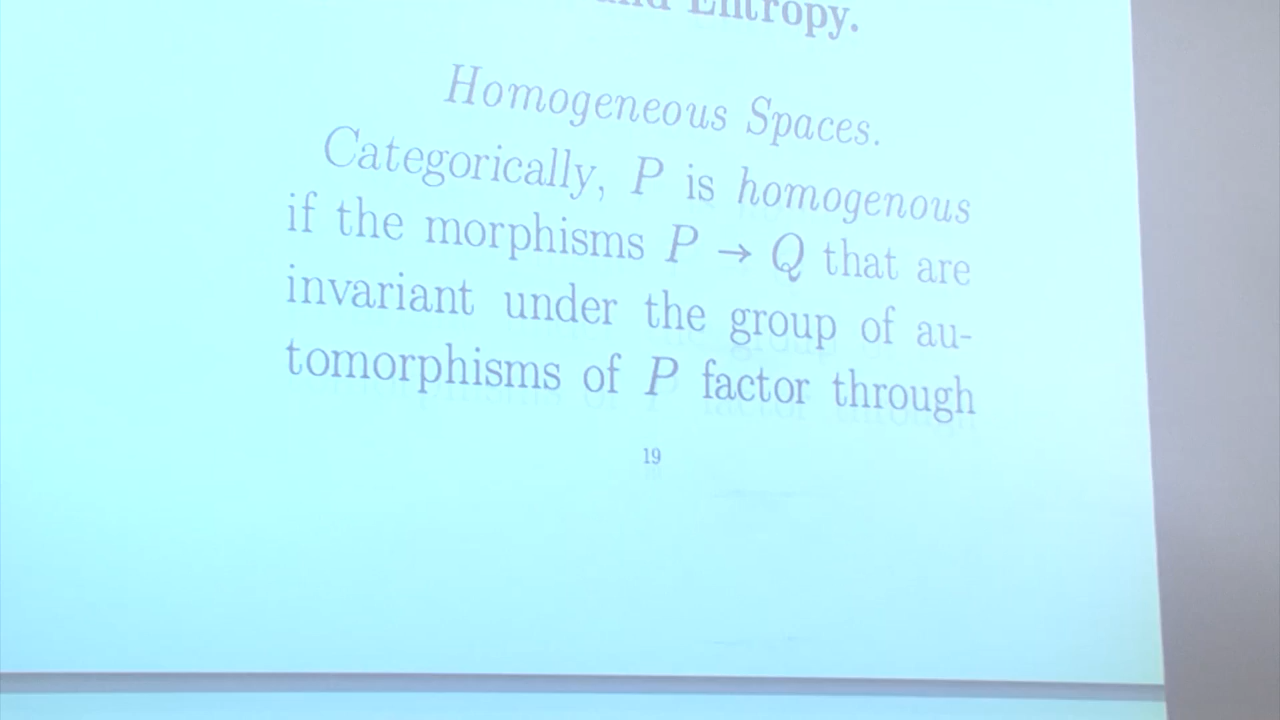 Entropy.
Homogeneous Spaces.
Categorically, P is homogenous
if the morphisms P → Q that are
invariant under the group of au-
tomorphisms of P factor through
19